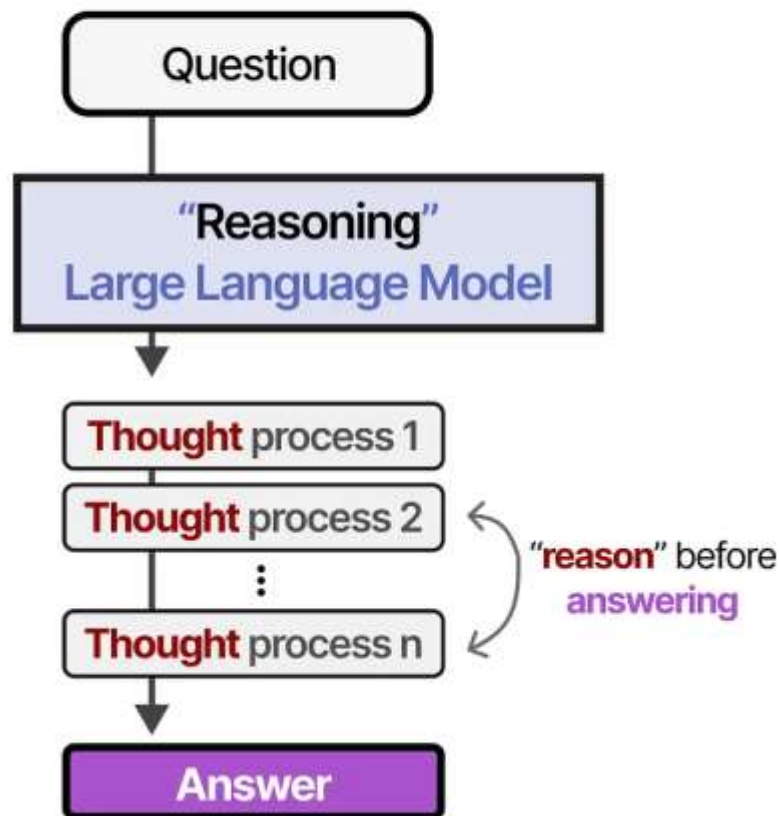 Question
“Reasoning”
Large Language Model
Thought process 1
Thought process 2
Thought process n
“reason” before
answering
Answer